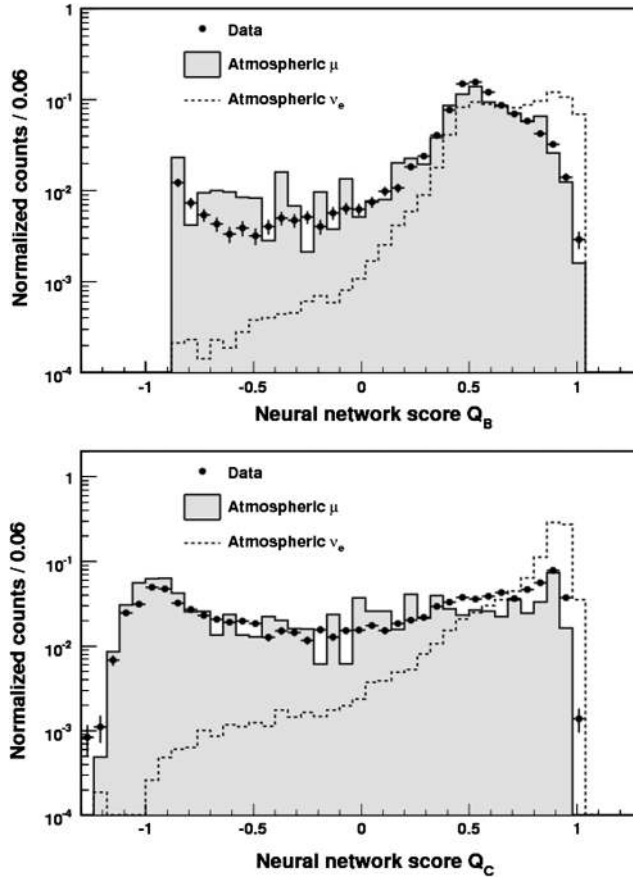 Normalized counts / 0.06
1
10⁻¹
10⁻²
10⁻³
10⁻⁴
Data
Atmospheric μ
Atmospheric νₑ
-1 -0.5 0 0.5 1
Neural network score Q_B
Normalized counts / 0.06
1
10⁻¹
10⁻²
10⁻³
10⁻⁴
Data
Atmospheric μ
Atmospheric νₑ
-1 -0.5 0 0.5 1
Neural network score Q_C